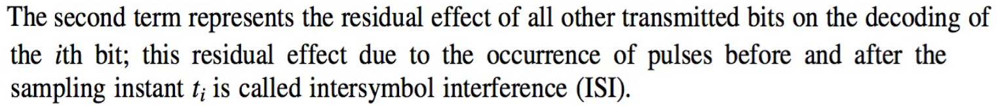 The second term represents the residual effect of all other transmitted bits on the decoding of
the ith bit; this residual effect due to the occurrence of pulses before and after the
sampling instant tᵢ is called intersymbol interference (ISI).